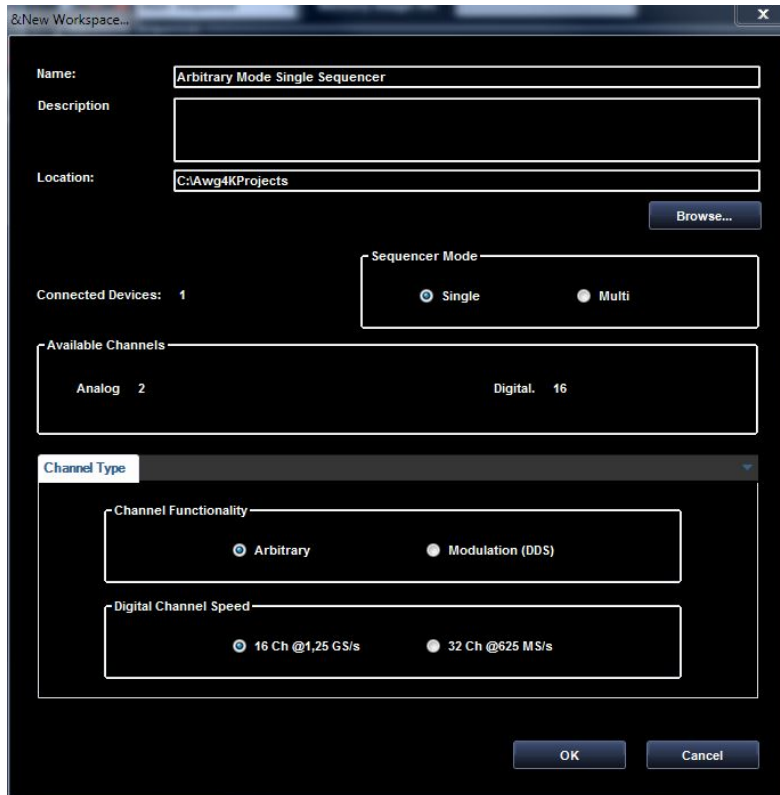 &New Workspace...
X
Name:
Arbitrary Mode Single Sequencer
Description
Location:
C:\Awg4KProjects
Browse...
Sequencer Mode
Connected Devices: 1
Single
Multi
Available Channels
Analog 2
Digital. 16
Channel Type
Channel Functionality
Arbitrary
Modulation (DDS)
Digital Channel Speed
16 Ch @1,25 GS/s
32 Ch @625 MS/s
OK
Cancel